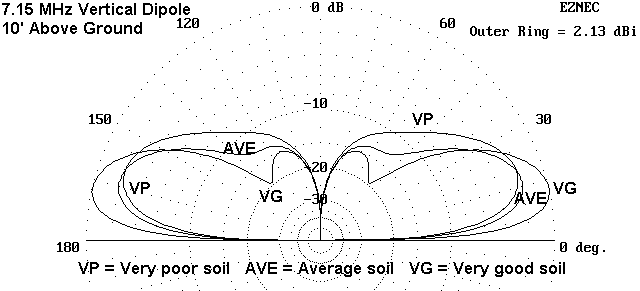 7.15 MHz Vertical Dipole
10' Above Ground
120
0 dB
60
EZNEC
Outer Ring = 2.13 dBi
-10
VP
150
30
AVE
-20
VP
VG
-30
AVE
VG
180
0 deg.
VP = Very poor soil AVE = Average soil VG = Very good soil